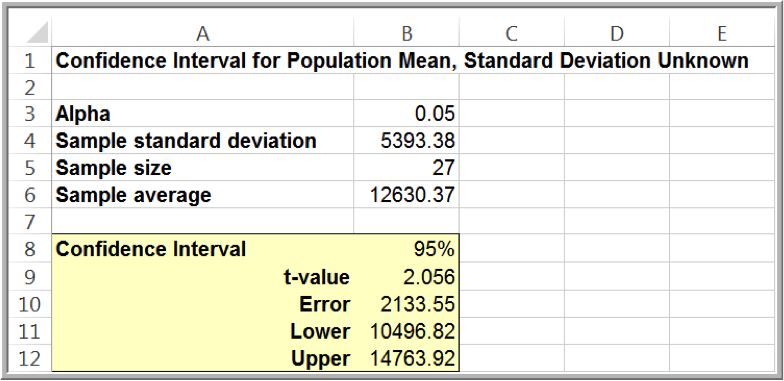 A B C D E
1 Confidence Interval for Population Mean, Standard Deviation Unknown
2
3 Alpha 0.05
4 Sample standard deviation 5393.38
5 Sample size 27
6 Sample average 12630.37
7
8 Confidence Interval 95%
9 t-value 2.056
10 Error 2133.55
11 Lower 10496.82
12 Upper 14763.92